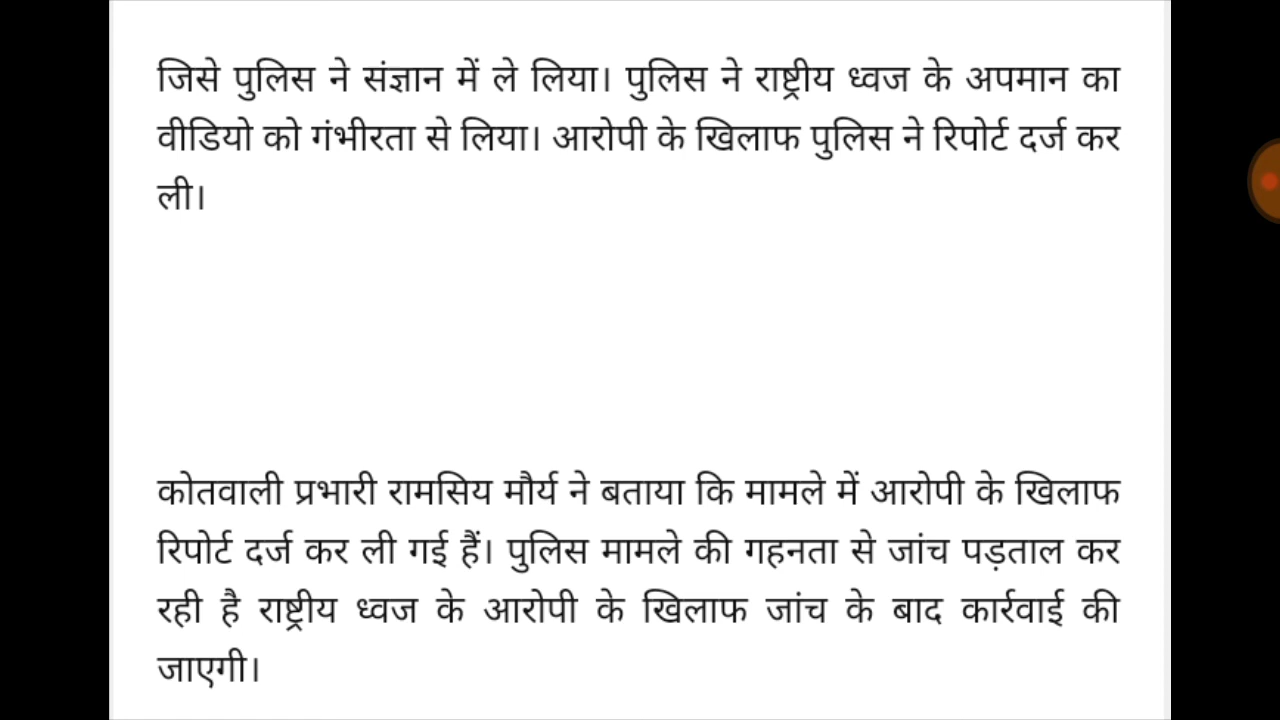 जिसे पुलिस ने संज्ञान में ले लिया। पुलिस ने राष्ट्रीय ध्वज के अपमान का
वीडियो को गंभीरता से लिया। आरोपी के खिलाफ पुलिस ने रिपोर्ट दर्ज कर
ली।
कोतवाली प्रभारी रामसिय मौर्य ने बताया कि मामले में आरोपी के खिलाफ
रिपोर्ट दर्ज कर ली गई हैं। पुलिस मामले की गहनता से जांच पड़ताल कर
रही है राष्ट्रीय ध्वज के आरोपी के खिलाफ जांच के बाद कार्रवाई की
जाएगी।